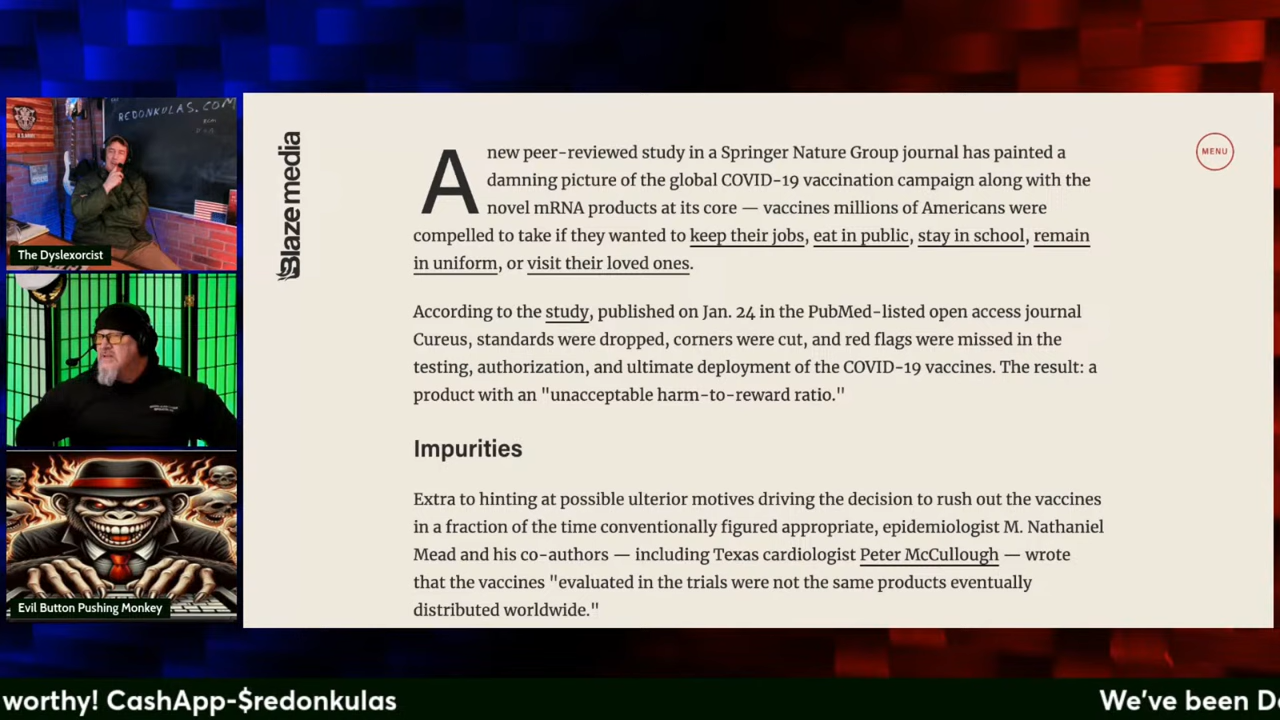 REDONKULAS.COM
The Dyslexorcist
Evil Button Pushing Monkey
Blaze media
MENU
A new peer-reviewed study in a Springer Nature Group journal has painted a
damning picture of the global COVID-19 vaccination campaign along with the
novel mRNA products at its core — vaccines millions of Americans were
compelled to take if they wanted to keep their jobs, eat in public, stay in school, remain
in uniform, or visit their loved ones.
According to the study, published on Jan. 24 in the PubMed-listed open access journal
Cureus, standards were dropped, corners were cut, and red flags were missed in the
testing, authorization, and ultimate deployment of the COVID-19 vaccines. The result: a
product with an "unacceptable harm-to-reward ratio."
Impurities
Extra to hinting at possible ulterior motives driving the decision to rush out the vaccines
in a fraction of the time conventionally figured appropriate, epidemiologist M. Nathaniel
Mead and his co-authors — including Texas cardiologist Peter McCullough — wrote
that the vaccines "evaluated in the trials were not the same products eventually
distributed worldwide."
worthy! CashApp-$redonkulas
We've been D